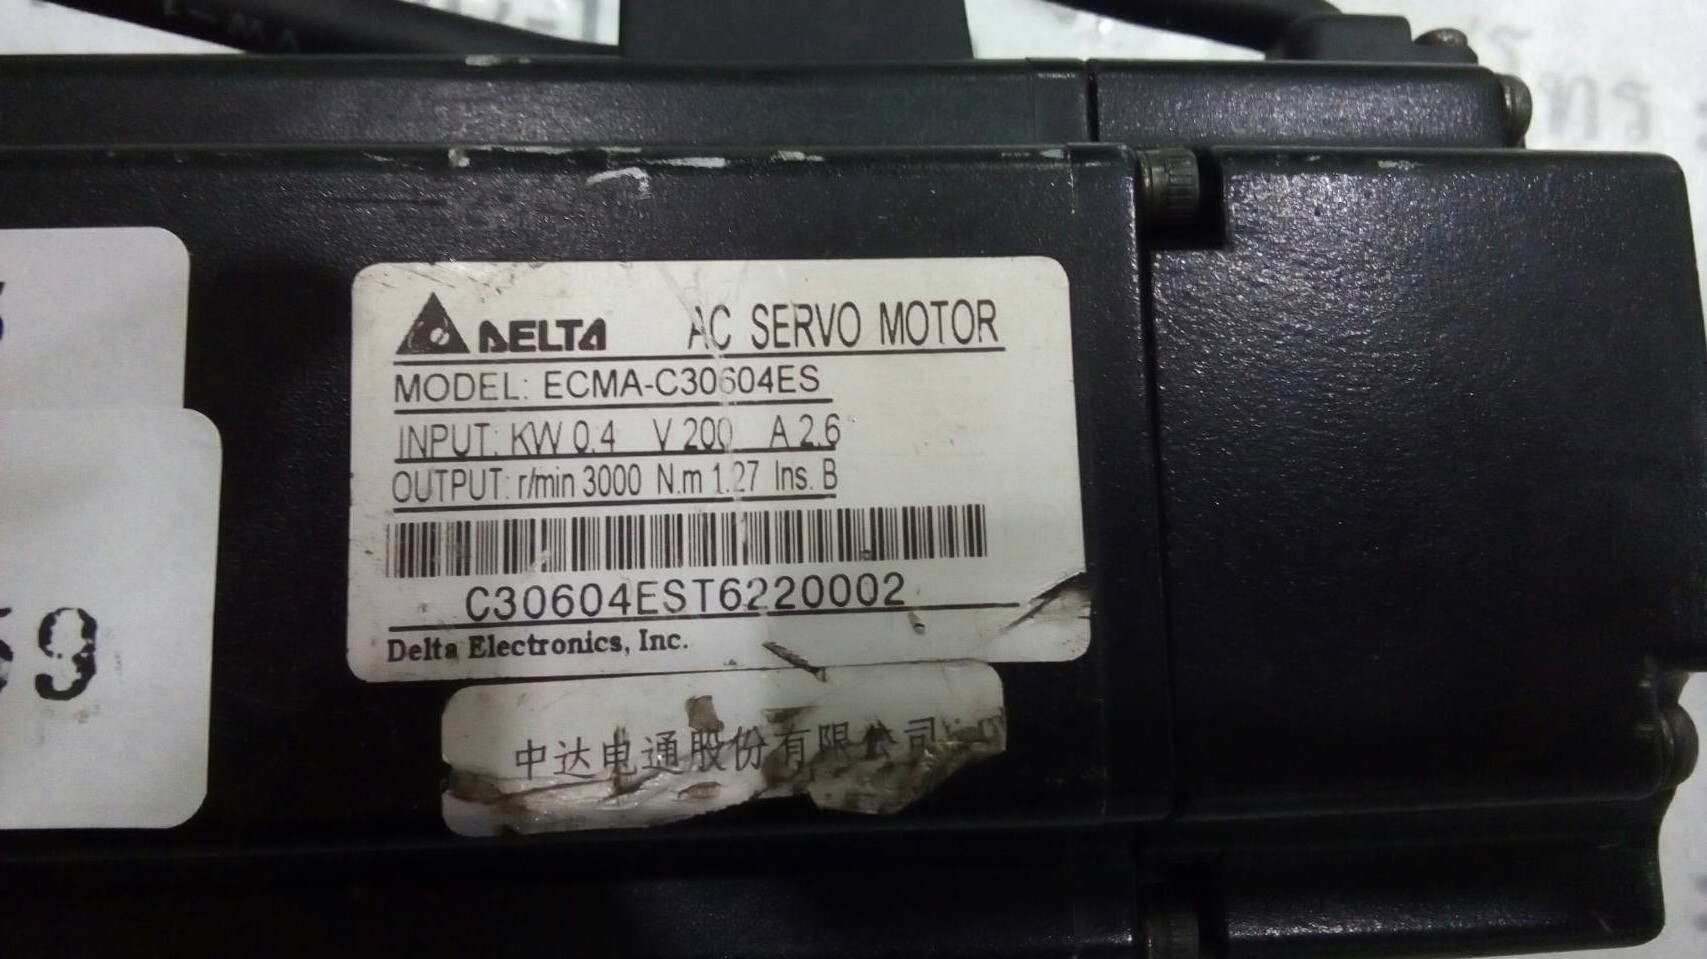 DELTA AC SERVO MOTOR
MODEL: ECMA-C30604ES
INPUT: KW 0.4 V 200 A 2.6
OUTPUT: r/min 3000 N.m 1.27 Ins. B
C30604EST6220002
Delta Electronics, Inc.
中达电通股份有限公司
59